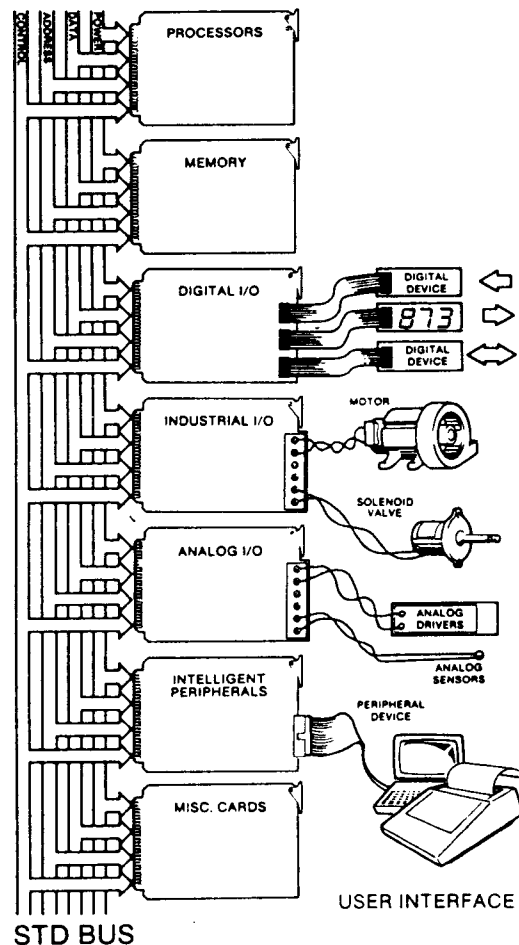 CONTROL
ADDRESS
DATA
POWER
PROCESSORS
MEMORY
DIGITAL I/O
DIGITAL
DEVICE
873
DIGITAL
DEVICE
INDUSTRIAL I/O
MOTOR
SOLENOID
VALVE
ANALOG I/O
ANALOG
DRIVERS
ANALOG
SENSORS
INTELLIGENT
PERIPHERALS
PERIPHERAL
DEVICE
MISC. CARDS
USER INTERFACE
STD BUS